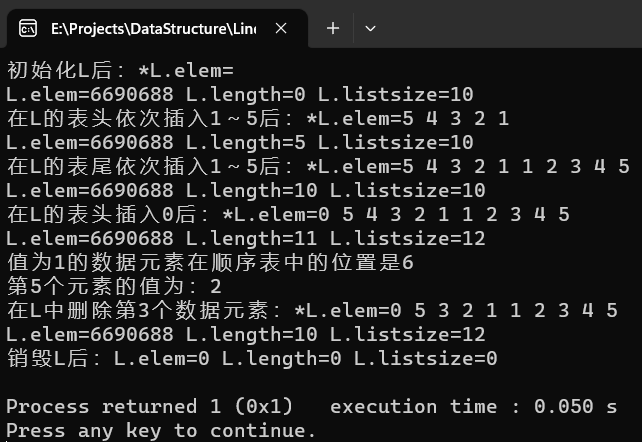 E:\Projects\DataStructure\Linc
初始化L后：*L.elem=
L.elem=6690688 L.length=0 L.listsize=10
在L的表头依次插入1～5后：*L.elem=5 4 3 2 1
L.elem=6690688 L.length=5 L.listsize=10
在L的表尾依次插入1～5后：*L.elem=5 4 3 2 1 1 2 3 4 5
L.elem=6690688 L.length=10 L.listsize=10
在L的表头插入0后：*L.elem=0 5 4 3 2 1 1 2 3 4 5
L.elem=6690688 L.length=11 L.listsize=12
值为1的数据元素在顺序表中的位置是6
第5个元素的值为：2
在L中删除第3个数据元素：*L.elem=0 5 3 2 1 1 2 3 4 5
L.elem=6690688 L.length=10 L.listsize=12
销毁L后：L.elem=0 L.length=0 L.listsize=0
Process returned 1 (0x1)   execution time : 0.050 s
Press any key to continue.